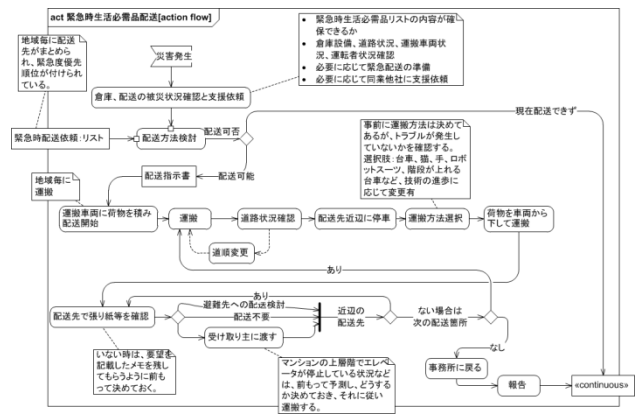 act 緊急時生活必需品配送[action flow]
地域毎に配送
先がまとめら
れ、緊急度優先
順位が付けられ
ている。
災害発生
• 緊急時生活必需品リストの内容が確
保できるか
• 倉庫設備、道路状況、運搬車両状
況、運転者状況確認
• 必要に応じて緊急配送の準備
• 必要に応じて同業他社に支援依頼
倉庫、配送の被災状況確認と支援依頼
現在配送できず
緊急時配送依頼：リスト
配送方法検討
配送可否
事前に運搬方法は決めて
あるが、トラブルが発生し
ていないかを確認する。
選択肢：台車、猫、手、ロボ
ットスーツ、階段が上れる
台車など、技術の進歩に
応じて変更有
配送指示書
配送可能
地域毎に
運搬
運搬車両に荷物を積み
配送開始
運搬
道路状況確認
配送先近辺に停車
運搬方法選択
荷物を車両から
下して運搬
道順変更
あり
あり
避難先への配送検討
配送先で張り紙等を確認
配送不要
近辺の
配送先
ない場合は
次の配送箇所
受け取り主に渡す
なし
いない時は、要望を
記載したメモを残し
てもらうように前も
って決めておく。
マンションの上層階でエレベ
ータが停止している状況など
は、前もって予測し、どうする
か決めておき、それに従い
運搬する。
事務所に戻る
報告
«continuous»